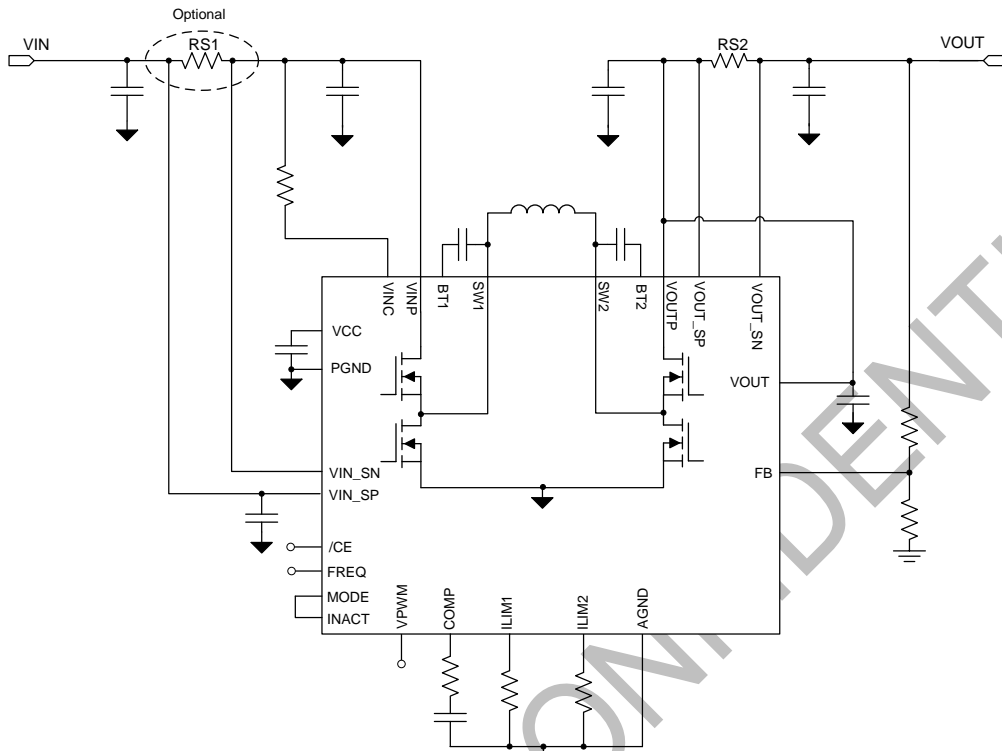 Optional
VIN
RS1
RS2
VOUT
VINC
VINP
BT1
SW1
SW2
BT2
VOUTP
VOUT_SP
VOUT_SN
VCC
PGND
VOUT
VIN_SN
FB
VIN_SP
/CE
FREQ
MODE
INACT
VPWM
COMP
ILIM1
ILIM2
AGND
ONFIDENT